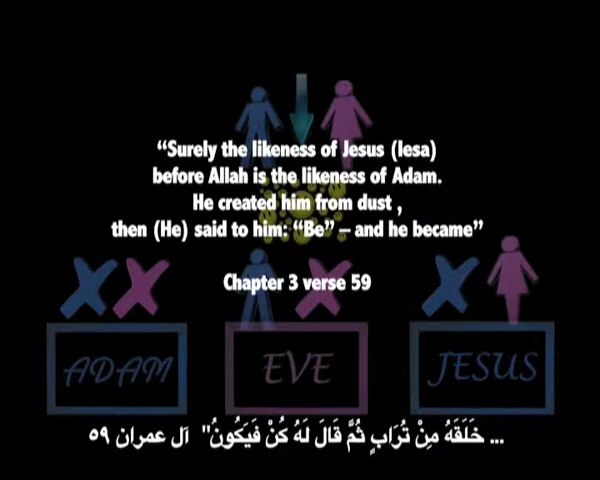 “Surely the likeness of Jesus (Iesa)
before Allah is the likeness of Adam.
He created him from dust ,
then (He) said to him: “Be” – and he became”
Chapter 3 verse 59
ADAM
EVE
JESUS
... خَلَقَهُ مِنْ تُرَابٍ ثُمَّ قَالَ لَهُ كُنْ فَيَكُونُ" آل عمران ٥٩